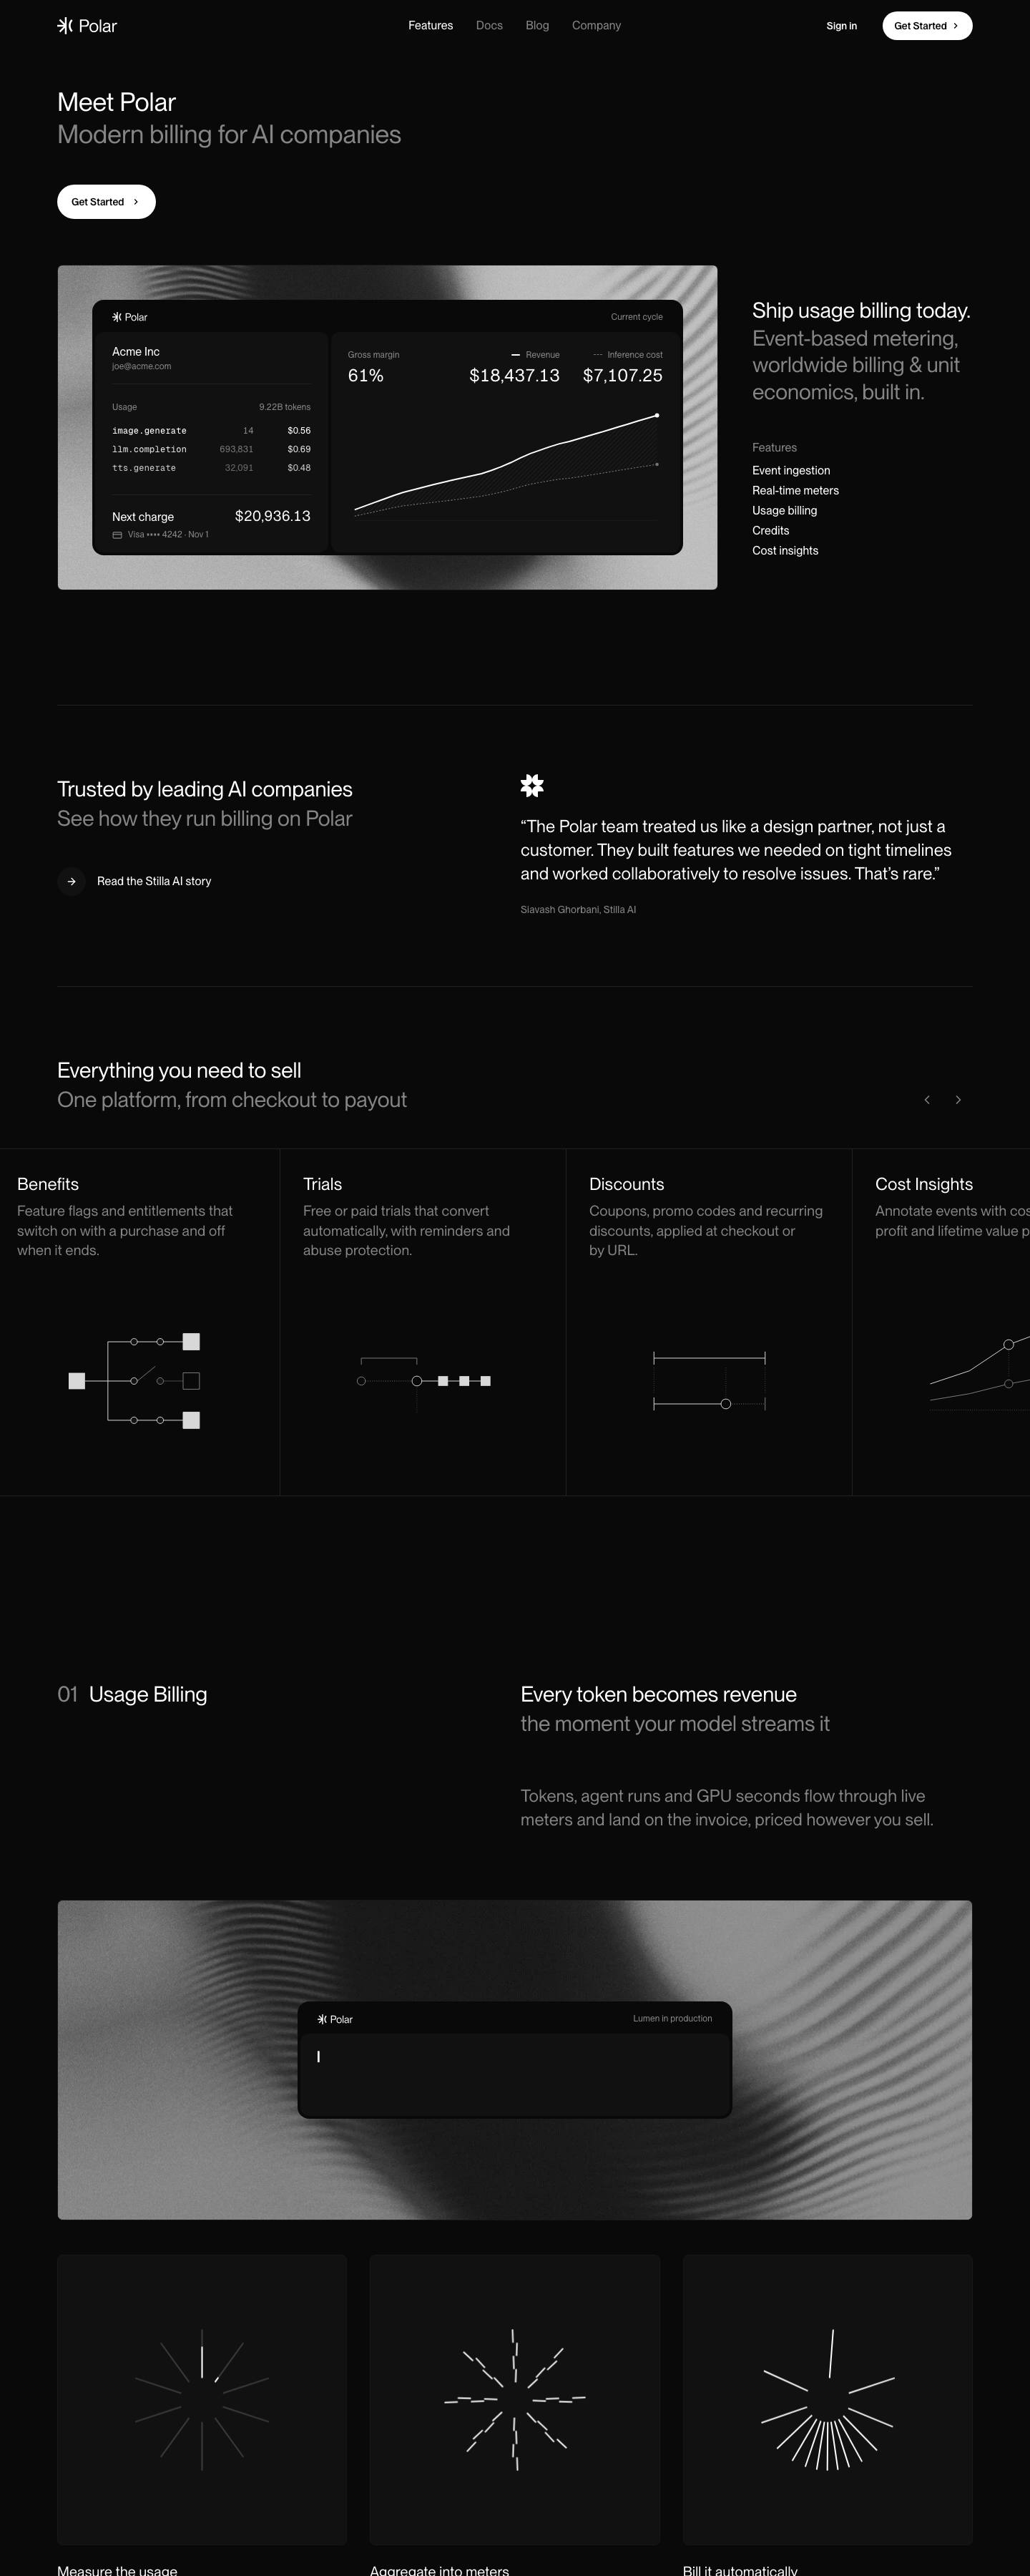 Polar
Features Docs Blog Company
Sign in
Get Started
Meet Polar
Modern billing for AI companies
Get Started
Polar
Current cycle
Acme Inc
joe@acme.com
Usage 9.22B tokens
image.generate 14 $0.56
llm.completion 693,831 $0.69
tts.generate 32,091 $0.48
Next charge $20,936.13
Visa •••• 4242 · Nov 1
Gross margin
61%
Revenue
$18,437.13
Inference cost
$7,107.25
Ship usage billing today.
Event-based metering,
worldwide billing & unit
economics, built in.
Features
Event ingestion
Real-time meters
Usage billing
Credits
Cost insights
Trusted by leading AI companies
See how they run billing on Polar
Read the Stilla AI story
“The Polar team treated us like a design partner, not just a
customer. They built features we needed on tight timelines
and worked collaboratively to resolve issues. That’s rare.”
Siavash Ghorbani, Stilla AI
Everything you need to sell
One platform, from checkout to payout
Benefits
Feature flags and entitlements that
switch on with a purchase and off
when it ends.
Trials
Free or paid trials that convert
automatically, with reminders and
abuse protection.
Discounts
Coupons, promo codes and recurring
discounts, applied at checkout or
by URL.
Cost Insights
Annotate events with
profit and lifetime value
01 Usage Billing
Every token becomes revenue
the moment your model streams it
Tokens, agent runs and GPU seconds flow through live
meters and land on the invoice, priced however you sell.
Polar
Lumen in production
Measure the usage
Aggregate into meters
Bill it automatically